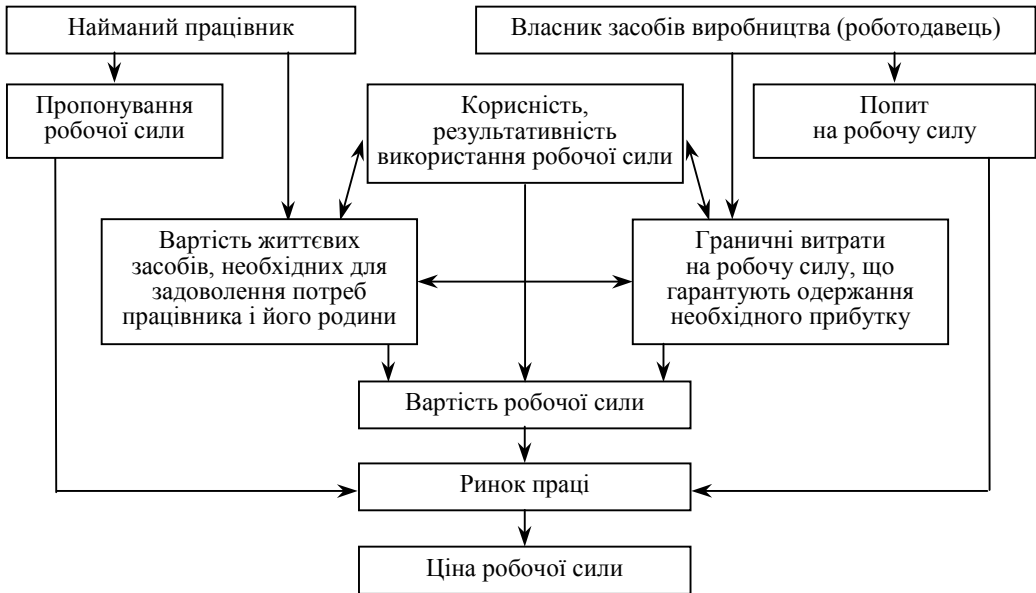 Найманий працівник
Власник засобів виробництва (роботодавець)
Пропонування
робочої сили
Корисність,
результативність
використання робочої сили
Попит
на робочу силу
Вартість життєвих
засобів, необхідних для
задоволення потреб
працівника і його родини
Граничні витрати
на робочу силу, що
гарантують одержання
необхідного прибутку
Вартість робочої сили
Ринок праці
Ціна робочої сили